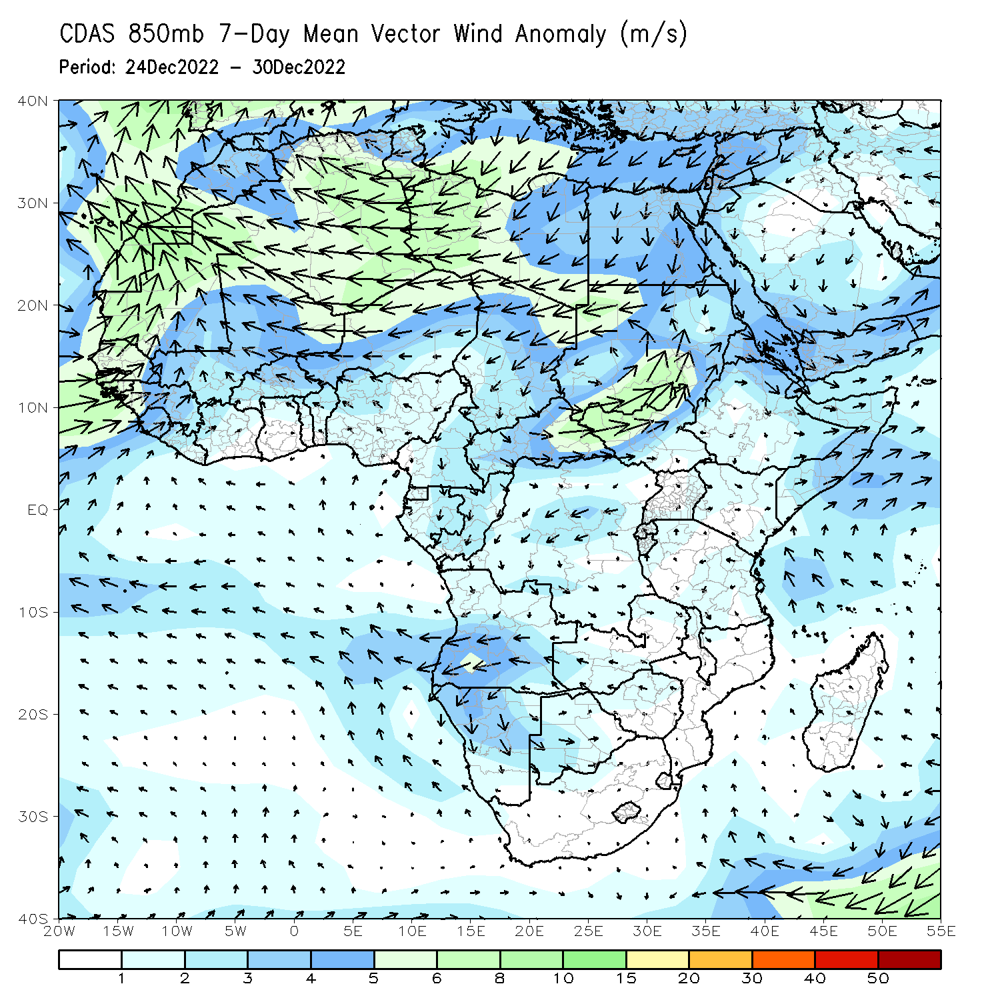 CDAS 850mb 7-Day Mean Vector Wind Anomaly (m/s)
Period: 24Dec2022 - 30Dec2022
40N
30N
20N
10N
EQ
10S
20S
30S
40S
20W 15W 10W 5W 0 5E 10E 15E 20E 25E 30E 35E 40E 45E 50E 55E
1 2 3 4 5 6 8 10 15 20 30 40 50